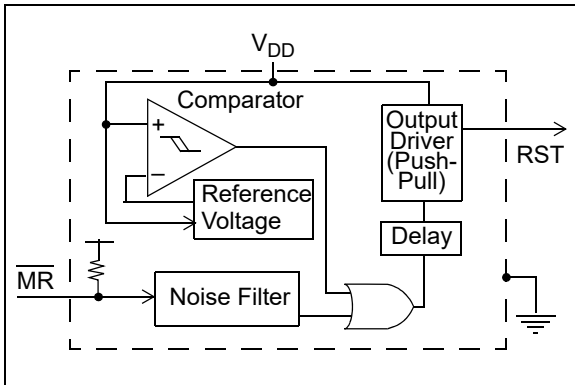 VDD
Comparator
+
−
Output
Driver
(Push-
Pull)
RST
Reference
Voltage
Delay
MR
Noise Filter